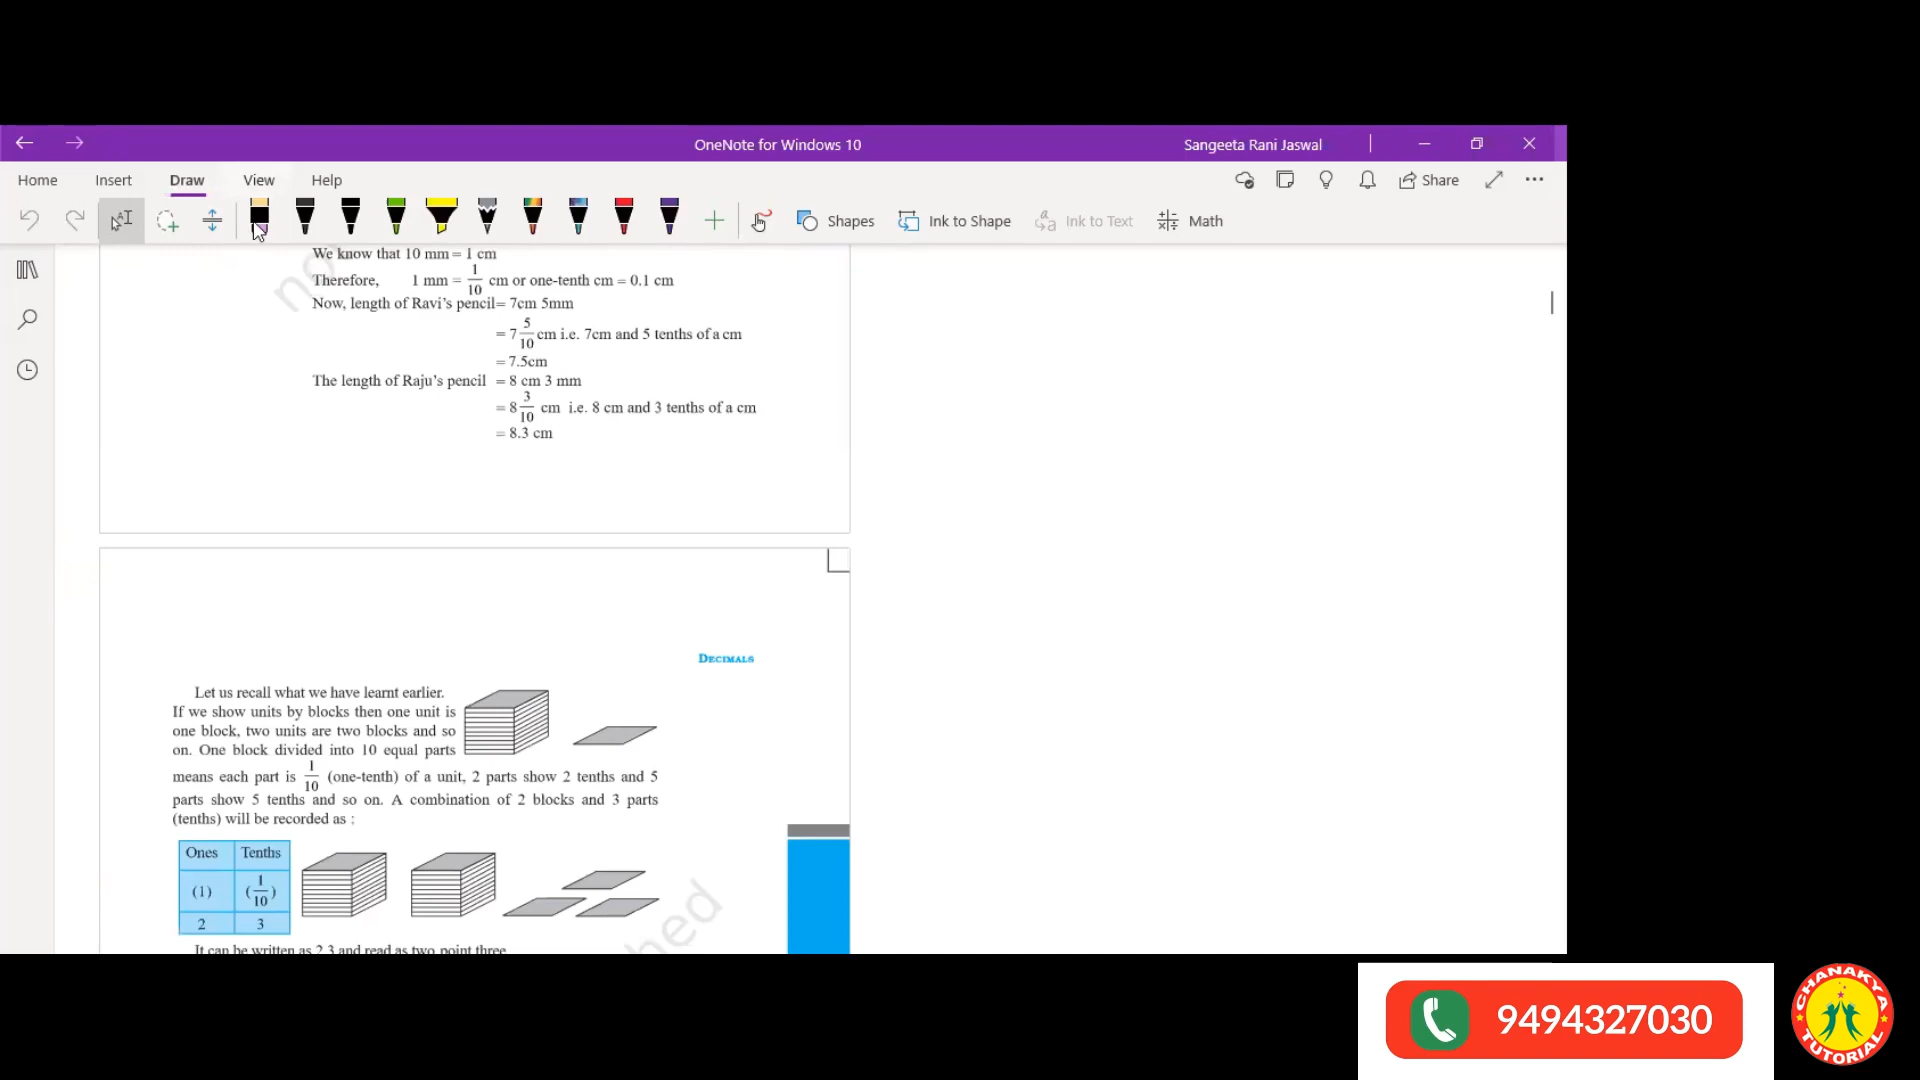 OneNote for Windows 10
Sangeeta Rani Jaswal
Home
Insert
Draw
View
Help
Share
Shapes
Ink to Shape
Ink to Text
Math
We know that 10 mm = 1 cm
Therefore, 1 mm = 1/10 cm or one-tenth cm = 0.1 cm
Now, length of Ravi's pencil= 7cm 5mm
= 7 5/10 cm i.e. 7cm and 5 tenths of a cm
= 7.5cm
The length of Raju's pencil = 8 cm 3 mm
= 8 3/10 cm i.e. 8 cm and 3 tenths of a cm
= 8.3 cm
DECIMALS
Let us recall what we have learnt earlier.
If we show units by blocks then one unit is
one block, two units are two blocks and so
on. One block divided into 10 equal parts
means each part is 1/10 (one-tenth) of a unit, 2 parts show 2 tenths and 5
parts show 5 tenths and so on. A combination of 2 blocks and 3 parts
(tenths) will be recorded as :
Ones Tenths
(1) (1/10)
2 3
It can be written as 2.3 and read as two point three.
9494327030
CHANAKYA
TUTORIAL